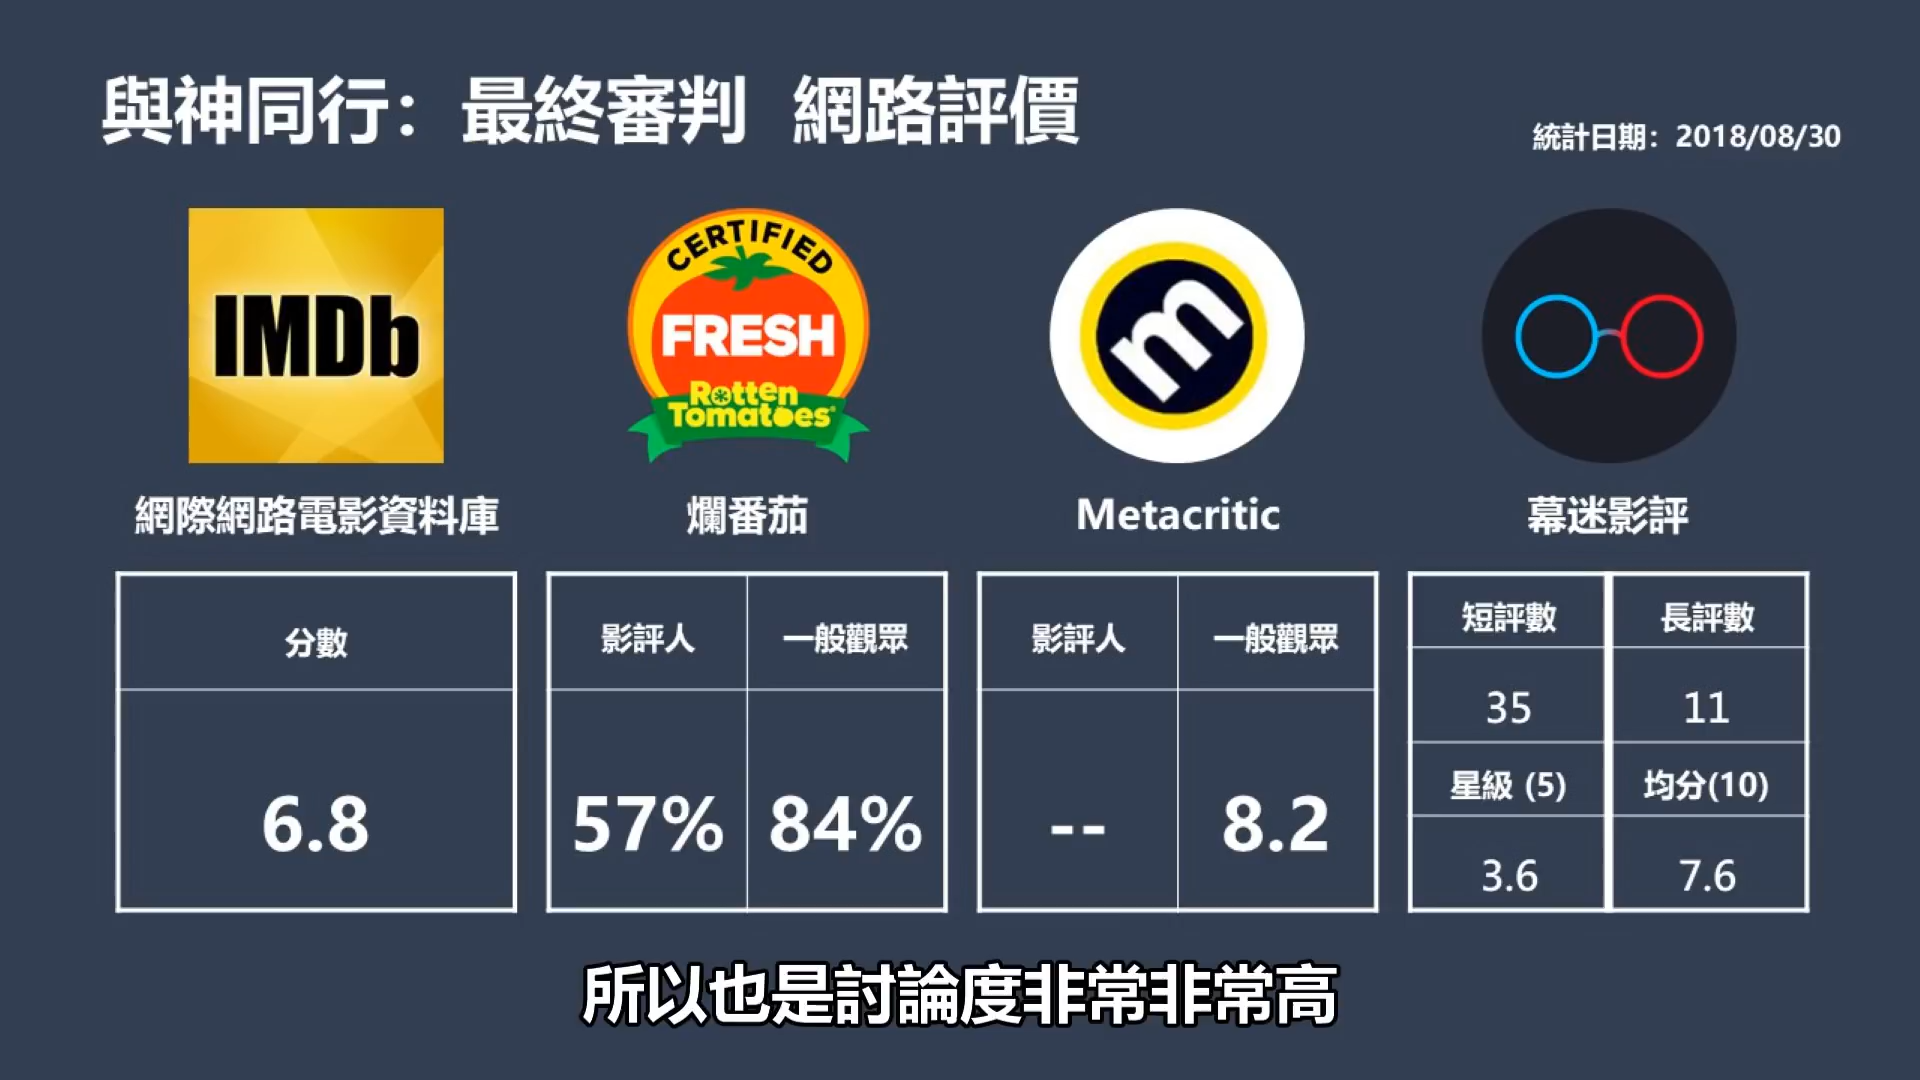 與神同行：最終審判 網路評價
統計日期：2018/08/30
IMDb
CERTIFIED
FRESH
Rotten
Tomatoes
m
網際網路電影資料庫
爛番茄
Metacritic
幕迷影評
分數
6.8
影評人 一般觀眾
57% 84%
影評人 一般觀眾
-- 8.2
短評數 長評數
35 11
星級 (5) 均分(10)
3.6 7.6
所以也是討論度非常非常高